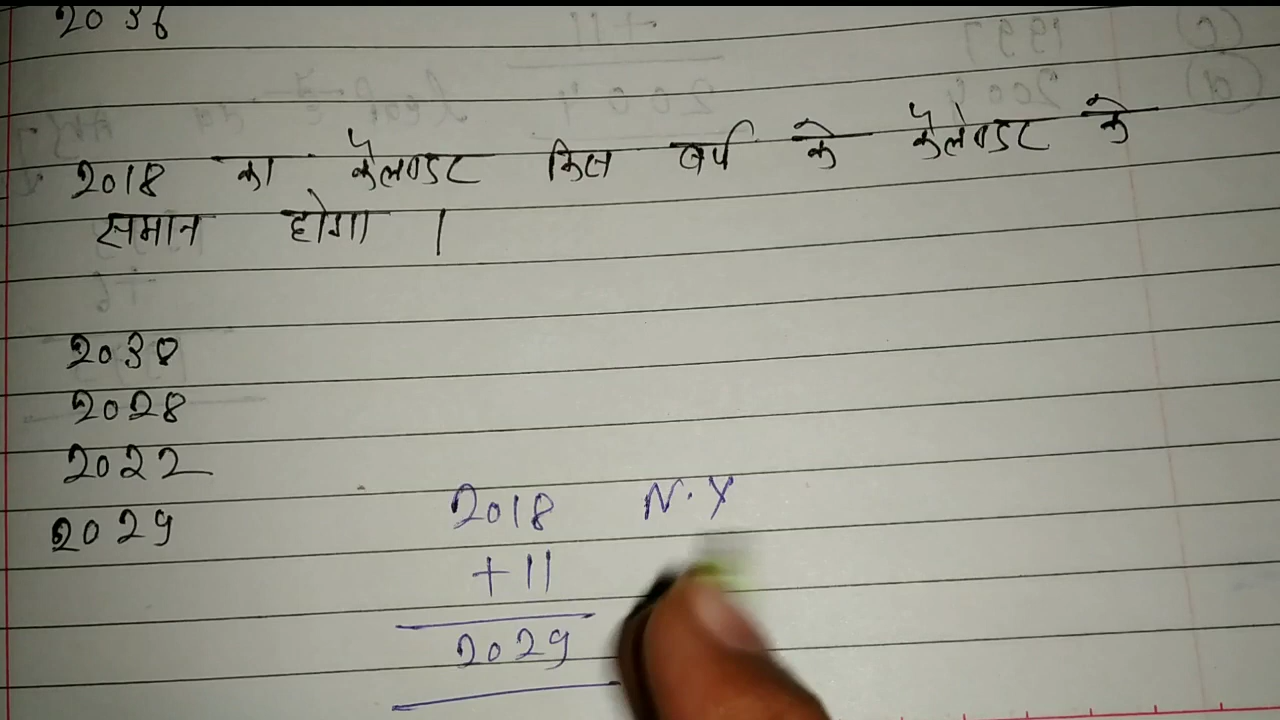 2036
2018 का कैलेण्डर किस वर्ष के कैलेण्डर के
समान होगा ।
2030
2028
2022
2029
2018 N.Y
+11
2029